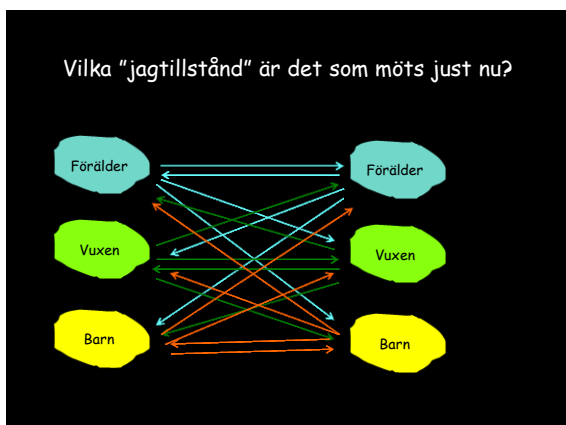 Vilka ”jagtillstånd” är det som möts just nu?
Förälder
Förälder
Vuxen
Vuxen
Barn
Barn